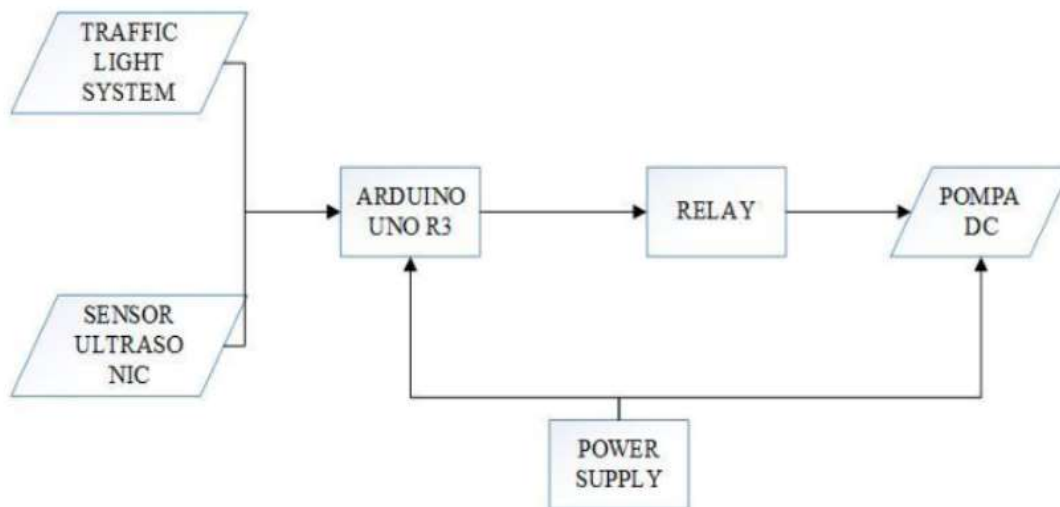 TRAFFIC
LIGHT
SYSTEM
ARDUINO
UNO R3
RELAY
POMPA
DC
SENSOR
ULTRASO
NIC
POWER
SUPPLY